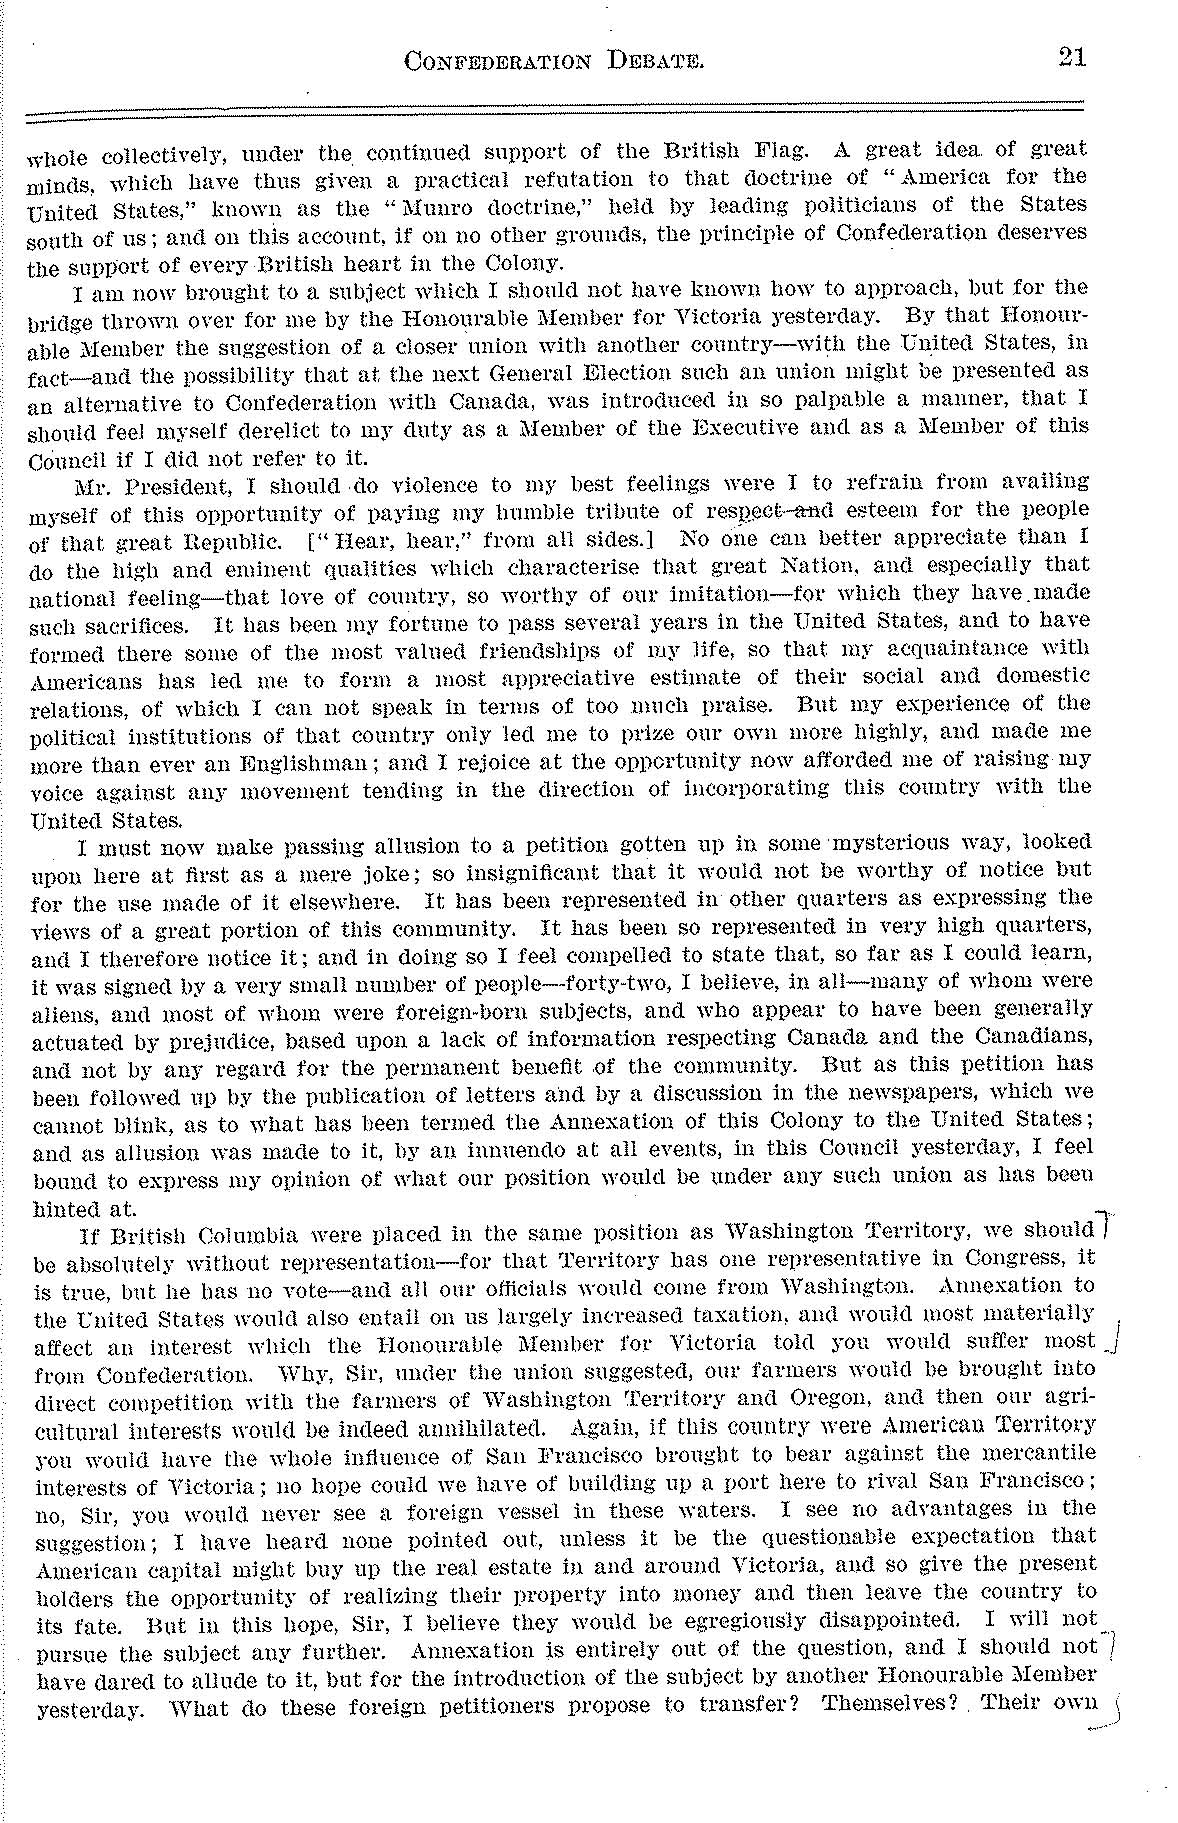 CONFEDERATION DEBATE. 21
whole collectively, under the continued support of the British Flag. A great idea of great
minds, which have thus given a practical refutation to that doctrine of "America for the
United States," known as the "Munro doctrine," held by leading politicians of the States
south of us; and on this account, if on no other grounds, the principle of Confederation deserves
the support of every British heart in the Colony.
I am now brought to a subject which I should not have known how to approach, but for the
bridge thrown over for me by the Honourable Member for Victoria yesterday. By that Honour-
able Member the suggestion of a closer union with another country—with the United States, in
fact—and the possibility that at the next General Election such an union might be presented as
an alternative to Confederation with Canada, was introduced in so palpable a manner, that I
should feel myself derelict to my duty as a Member of the Executive and as a Member of this
Council if I did not refer to it.
Mr. President, I should do violence to my best feelings were I to refrain from availing
myself of this opportunity of paying my humble tribute of respect and esteem for the people
of that great Republic. ["Hear, hear," from all sides.] No one can better appreciate than I
do the high and eminent qualities which characterise that great Nation, and especially that
national feeling—that love of country, so worthy of our imitation—for which they have made
such sacrifices. It has been my fortune to pass several years in the United States, and to have
formed there some of the most valued friendships of my life, so that my acquaintance with
Americans has led me to form a most appreciative estimate of their social and domestic
relations, of which I can not speak in terms of too much praise. But my experience of the
political institutions of that country only led me to prize our own more highly, and made me
more than ever an Englishman; and I rejoice at the opportunity now afforded me of raising my
voice against any movement tending in the direction of incorporating this country with the
United States.
I must now make passing allusion to a petition gotten up in some mysterious way, looked
upon here at first as a mere joke; so insignificant that it would not be worthy of notice but
for the use made of it elsewhere. It has been represented in other quarters as expressing the
views of a great portion of this community. It has been so represented in very high quarters,
and I therefore notice it; and in doing so I feel compelled to state that, so far as I could learn,
it was signed by a very small number of people—forty-two, I believe, in all—many of whom were
aliens, and most of whom were foreign-born subjects, and who appear to have been generally
actuated by prejudice, based upon a lack of information respecting Canada and the Canadians,
and not by any regard for the permanent benefit of the community. But as this petition has
been followed up by the publication of letters and by a discussion in the newspapers, which we
cannot blink, as to what has been termed the Annexation of this Colony to the United States;
and as allusion was made to it, by an innuendo at all events, in this Council yesterday, I feel
bound to express my opinion of what our position would be under any such union as has been
hinted at.
If British Columbia were placed in the same position as Washington Territory, we should
be absolutely without representation—for that Territory has one representative in Congress, it
is true, but he has no vote—and all our officials would come from Washington. Annexation to
the United States would also entail on us largely increased taxation, and would most materially
affect an interest which the Honourable Member for Victoria told you would suffer most
from Confederation. Why, Sir, under the union suggested, our farmers would be brought into
direct competition with the farmers of Washington Territory and Oregon, and then our agri-
cultural interests would be indeed annihilated. Again, if this country were American Territory
you would have the whole influence of San Francisco brought to bear against the mercantile
interests of Victoria; no hope could we have of building up a port here to rival San Francisco;
no, Sir, you would never see a foreign vessel in these waters. I see no advantages in the
suggestion; I have heard none pointed out, unless it be the questionable expectation that
American capital might buy up the real estate in and around Victoria, and so give the present
holders the opportunity of realizing their property into money and then leave the country to
its fate. But in this hope, Sir, I believe they would be egregiously disappointed. I will not
pursue the subject any further. Annexation is entirely out of the question, and I should not
have dared to allude to it, but for the introduction of the subject by another Honourable Member
yesterday. What do these foreign petitioners propose to transfer? Themselves? Their own